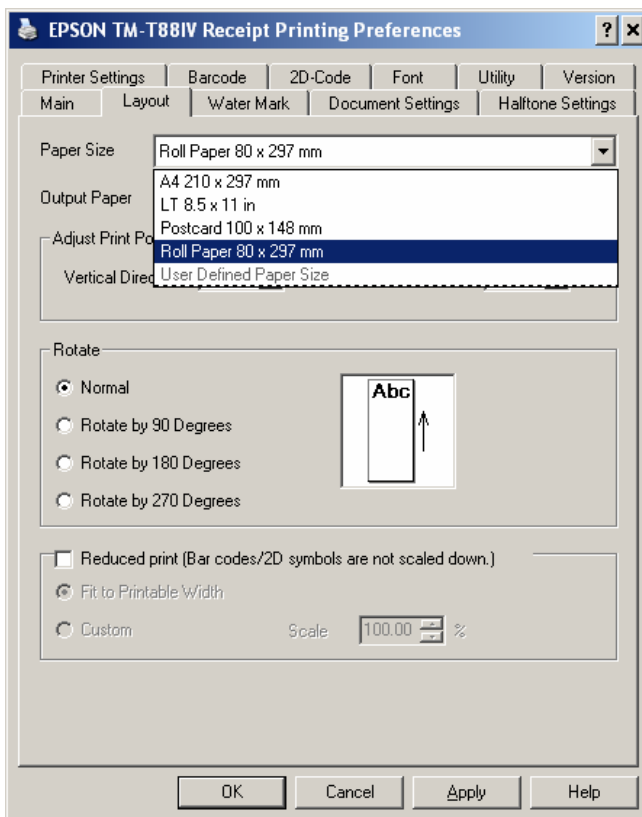 EPSON TM-T88IV Receipt Printing Preferences
Printer Settings Barcode 2D-Code Font Utility Version
Main Layout Water Mark Document Settings Halftone Settings
Paper Size Roll Paper 80 x 297 mm
A4 210 x 297 mm
Output Paper
LT 8.5 x 11 in
Postcard 100 x 148 mm
Adjust Print Po
Roll Paper 80 x 297 mm
Vertical Direc
User Defined Paper Size
Rotate
Normal
Abc
Rotate by 90 Degrees
Rotate by 180 Degrees
Rotate by 270 Degrees
Reduced print (Bar codes/2D symbols are not scaled down.)
Fit to Printable Width
Custom Scale 100.00 %
OK Cancel Apply Help